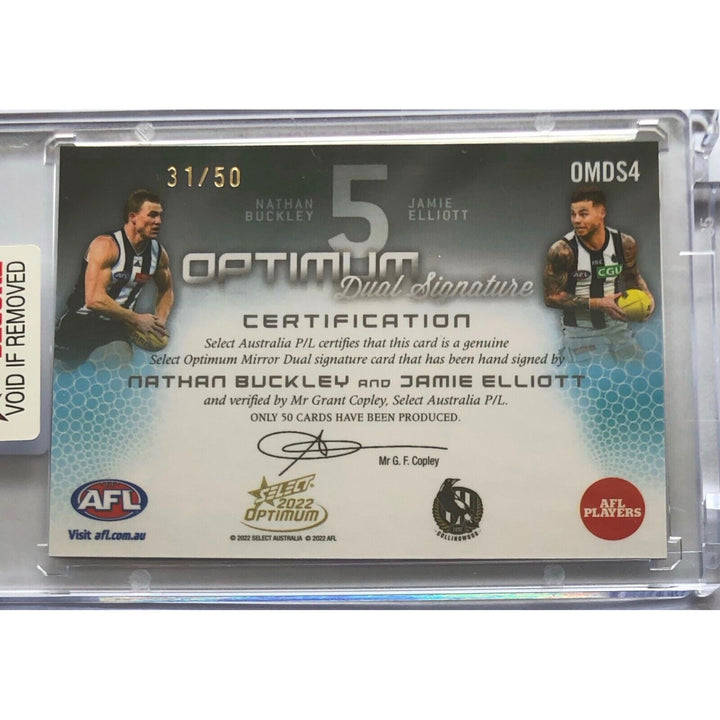 31/50
OMDS4
NATHAN BUCKLEY
5
JAMIE ELLIOTT
OPTIMUM
Dual Signature
CERTIFICATION
Select Australia P/L certifies that this card is a genuine
Select Optimum Mirror Dual signature card that has been hand signed by
NATHAN BUCKLEY AND JAMIE ELLIOTT
and verified by Mr Grant Copley, Select Australia P/L.
ONLY 50 CARDS HAVE BEEN PRODUCED.
Mr G. F. Copley
AFL
Visit afl.com.au
SELECT
2022
OPTIMUM
© 2022 SELECT AUSTRALIA © 2022 AFL
1892
COLLINGWOOD
AFL
PLAYERS
VOID IF REMOVED
AFL
CGU